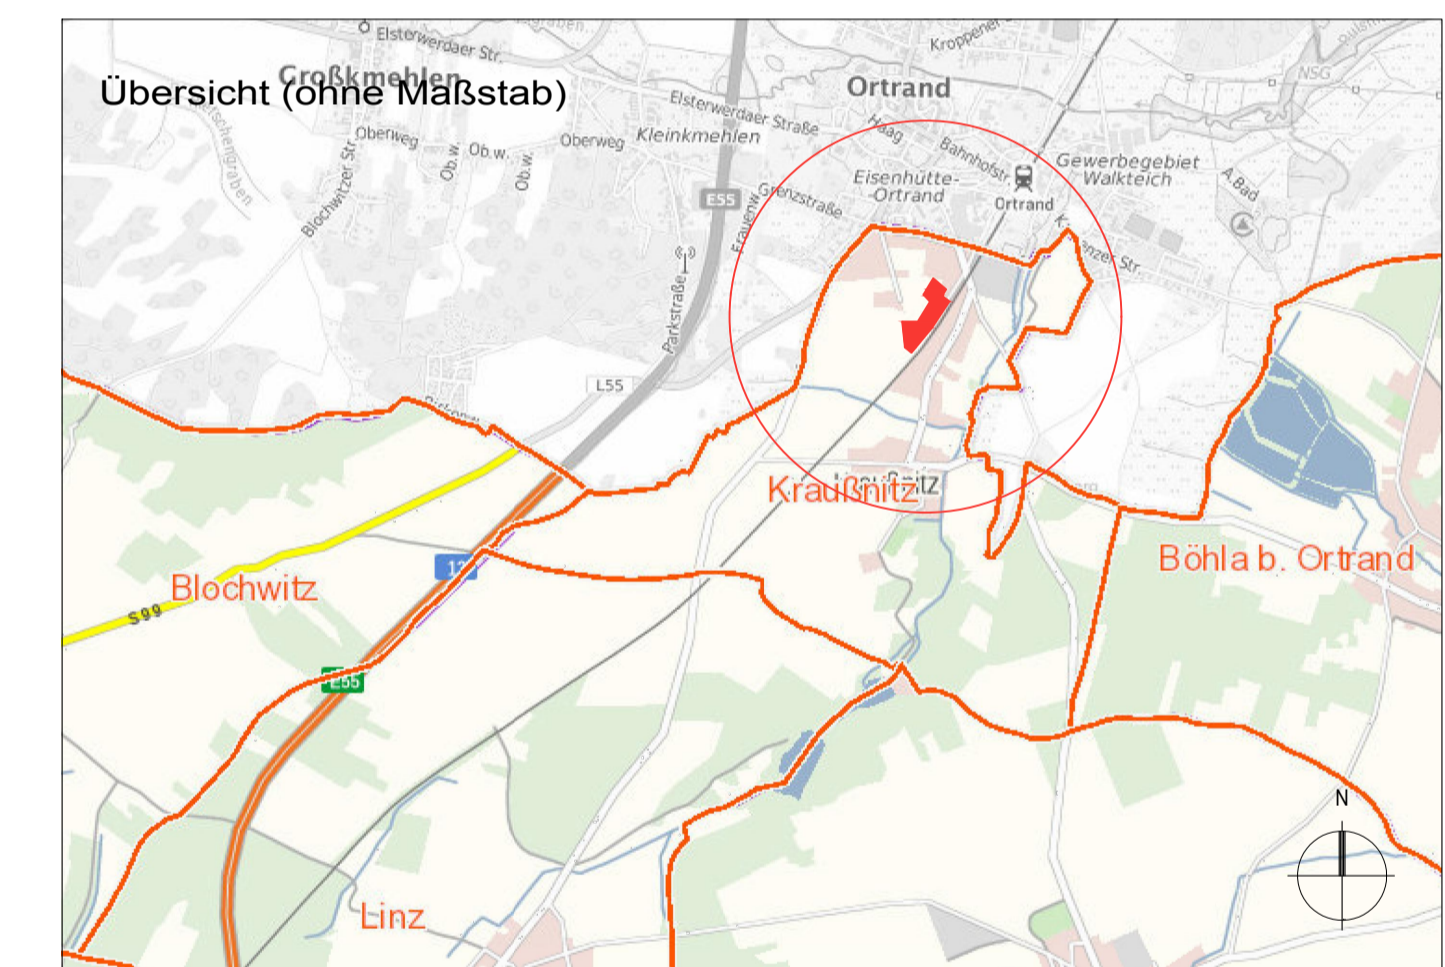 Elsterwerdaer Str.
Großkmehlen
Übersicht (ohne Maßstab)
Ortrand
NSG
Elsterwerdaer Straße
Kleinkmehlen
Oberweg
Ob.w.
Ob.w.
Ob.w.
Oberweg
Blochwitzer Str.
Haag
Bahnhofstr.
Gewerbegebiet
Walkteich
Eisenhütte-
-Ortrand
Ortrand
A.Bad
E55
Grenzstraße
Frauenw.
Parkstraße
L55
Kraußnitz
Böhla b. Ortrand
Blochwitz
S99
13
E55
N
Linz